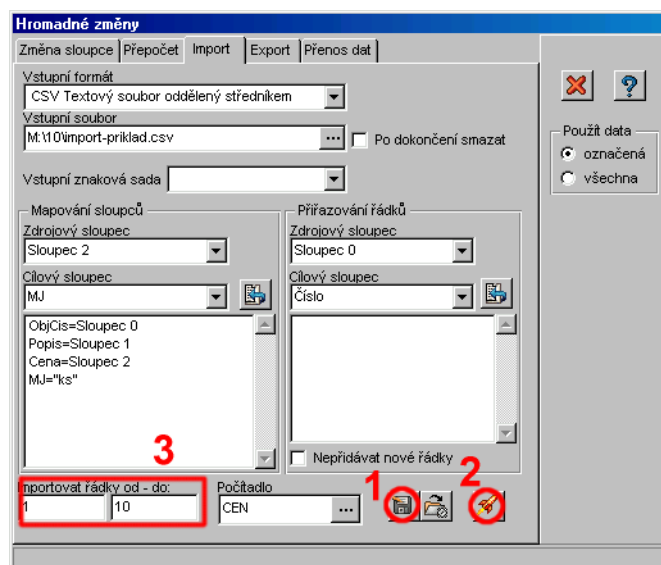 Hromadné změny
Změna sloupce Přepočet Import Export Přenos dat
Vstupní formát
CSV Textový soubor oddělený středníkem
Vstupní soubor
M:\10\import-priklad.csv ... Po dokončení smazat
Vstupní znaková sada
Použít data
označená
všechna
Mapování sloupců
Zdrojový sloupec
Sloupec 2
Cílový sloupec
MJ
ObjCis=Sloupec 0
Popis=Sloupec 1
Cena=Sloupec 2
MJ="ks"
Přiřazování řádků
Zdrojový sloupec
Sloupec 0
Cílový sloupec
Číslo
Nepřidávat nové řádky
3
Importovat řádky od - do:
1 10
Počítadlo
CEN ...
1
2